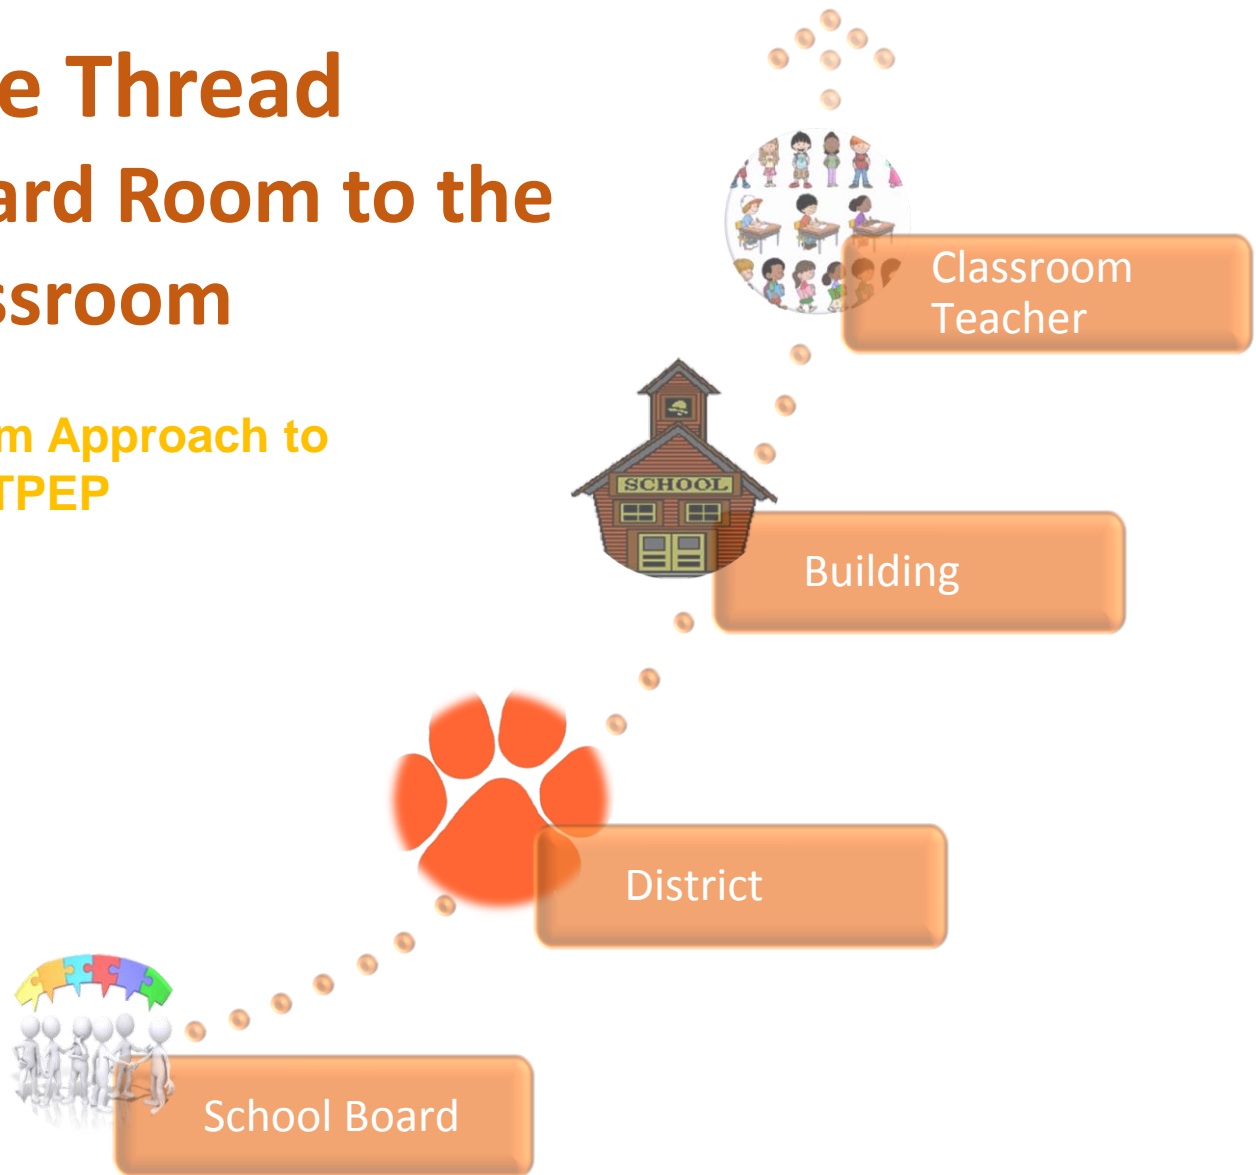 e Thread
ard Room to the
ssroom
m Approach to
TPEP
Classroom
Teacher
SCHOOL
Building
District
School Board